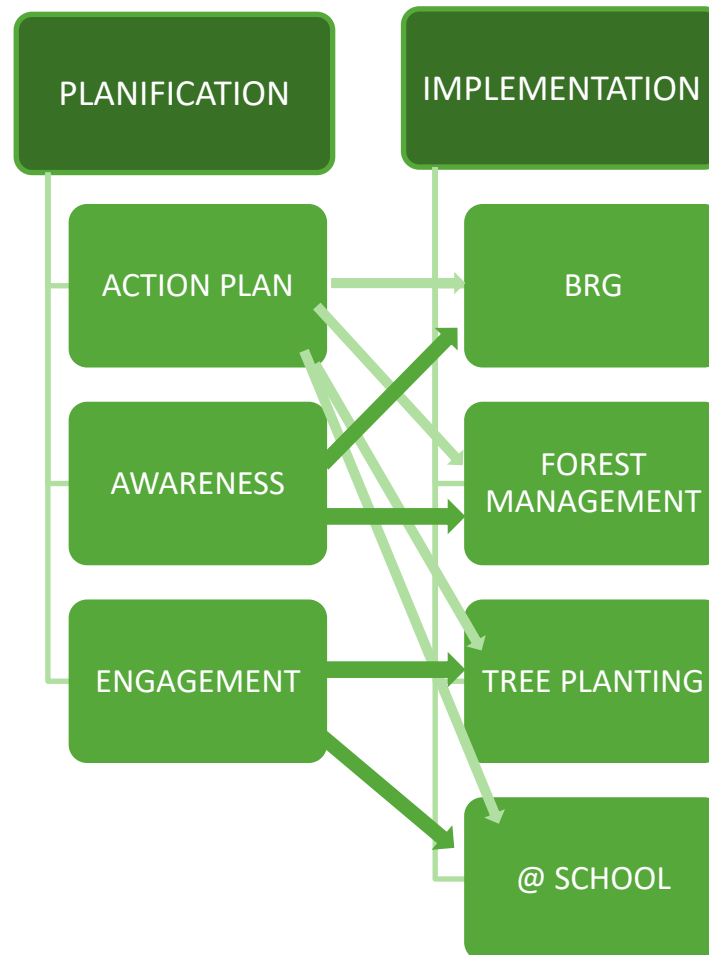 PLANIFICATION
ACTION PLAN
AWARENESS
ENGAGEMENT
IMPLEMENTATION
BRG
FOREST
MANAGEMENT
TREE PLANTING
@ SCHOOL